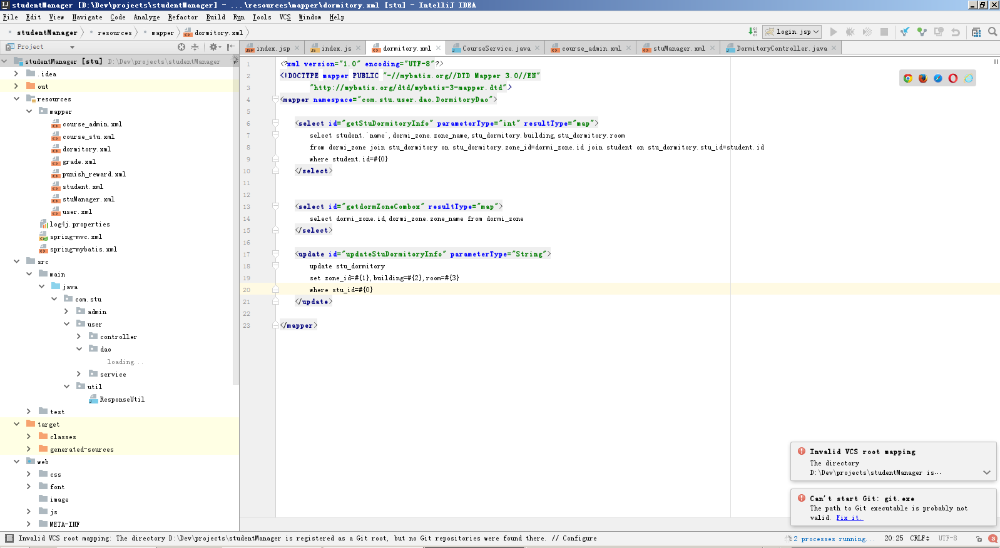 studentManager [D:\Dev\projects\studentManager] - ...\resources\mapper\dormitory.xml [stu] - IntelliJ IDEA
File Edit View Navigate Code Analyze Refactor Build Run Tools VCS Window Help
studentManager resources mapper dormitory.xml login.jsp
Project
index.jsp index.js dormitory.xml CourseService.java course_admin.xml stuManager.xml DormitoryController.java
studentManager [stu] D:\Dev\projects\studentManager
.idea
out
resources
mapper
course_admin.xml
course_stu.xml
dormitory.xml
grade.xml
punish_reward.xml
student.xml
stuManager.xml
user.xml
log4j.properties
spring-mvc.xml
spring-mybatis.xml
src
main
java
com.stu
admin
user
controller
dao
loading...
service
util
ResponseUtil
test
target
classes
generated-sources
web
css
font
image
js
META-INF
1 <?xml version="1.0" encoding="UTF-8"?>
2 <!DOCTYPE mapper PUBLIC "-//mybatis.org//DTD Mapper 3.0//EN"
3 "http://mybatis.org/dtd/mybatis-3-mapper.dtd">
4 <mapper namespace="com.stu.user.dao.DormitoryDao">
5
6 <select id="getStuDormitoryInfo" parameterType="int" resultType="map">
7 select student.`name`,dormi_zone.zone_name,stu_dormitory.building,stu_dormitory.room
8 from dormi_zone join stu_dormitory on stu_dormitory.zone_id=dormi_zone.id join student on stu_dormitory.stu_id=student.id
9 where student.id=#{0}
10 </select>
11
12
13 <select id="getdormZoneCombox" resultType="map">
14 select dormi_zone.id,dormi_zone.zone_name from dormi_zone
15 </select>
16
17 <update id="updateStuDormitoryInfo" parameterType="String">
18 update stu_dormitory
19 set zone_id=#{1},building=#{2},room=#{3}
20 where stu_id=#{0}
21 </update>
22
23 </mapper>
Invalid VCS root mapping
The directory
D:\Dev\projects\studentManager is...
Can't start Git: git.exe
The path to Git executable is probably not
valid. Fix it.
Invalid VCS root mapping: The directory D:\Dev\projects\studentManager is registered as a Git root, but no Git repositories were found there. // Configure
2 processes running... 20:25 CRLF UTF-8 3